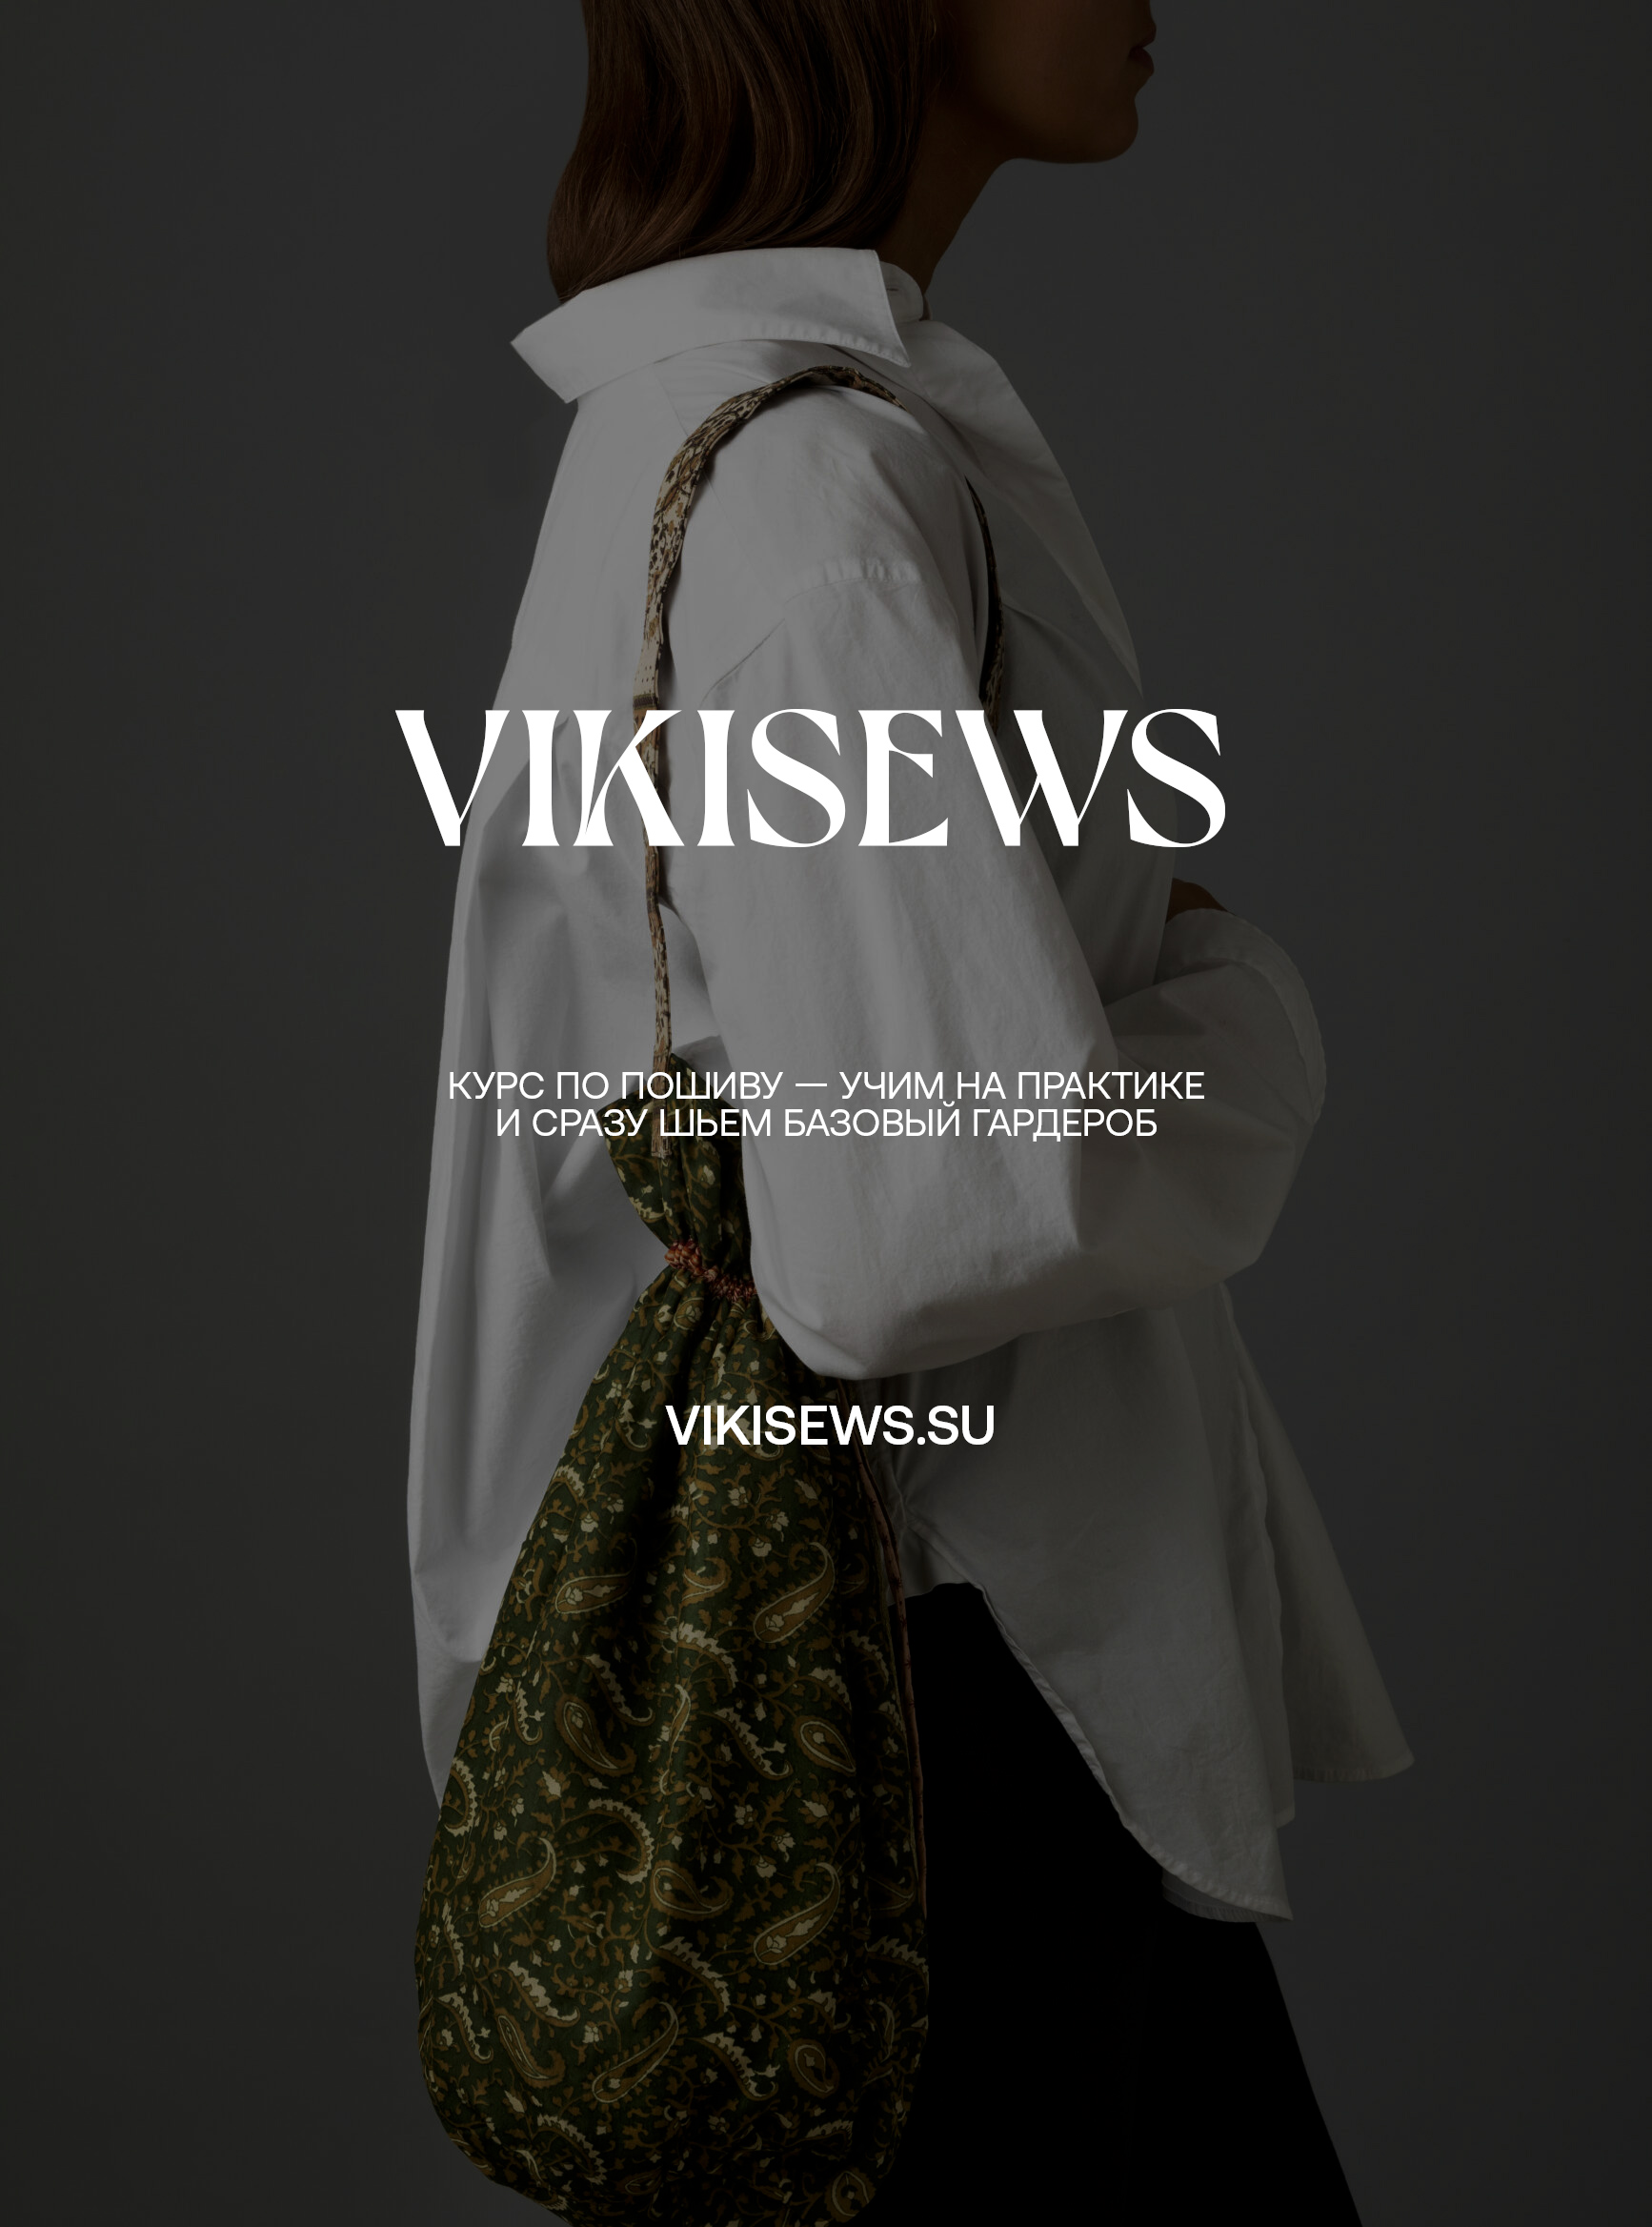 VIKISEWS
КУРС ПО ПОШИВУ — УЧИМ НА ПРАКТИКЕ
И СРАЗУ ШЬЕМ БАЗОВЫЙ ГАРДЕРОБ
VIKISEWS.SU